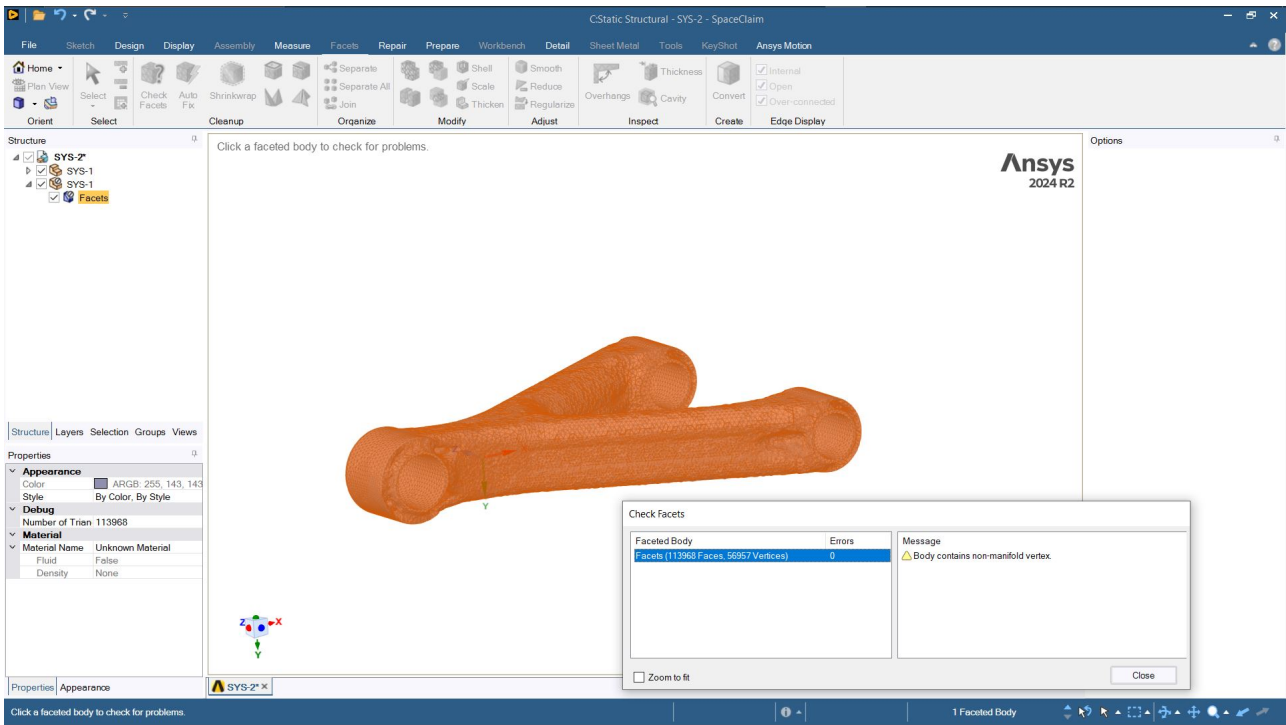 C:Static Structural - SYS-2 - SpaceClaim
File Sketch Design Display Assembly Measure Facets Repair Prepare Workbench Detail Sheet Metal Tools KeyShot Ansys Motion
Home
Plan View
Orient
Select
Select
Check Facets
Auto Fix
Shrinkwrap
Cleanup
Separate
Separate All
Join
Organize
Shell
Scale
Thicken
Modify
Smooth
Reduce
Regularize
Adjust
Overhangs
Thickness
Cavity
Inspect
Convert
Create
Internal
Open
Over-connected
Edge Display
Structure
SYS-2*
SYS-1
SYS-1
Facets
Structure Layers Selection Groups Views
Properties
Appearance
Color ARGB: 255, 143, 143
Style By Color, By Style
Debug
Number of Trian 113968
Material
Material Name Unknown Material
Fluid False
Density None
Properties Appearance
Click a faceted body to check for problems.
Ansys
2024 R2
Options
X
Y
Z X
Y
Check Facets
Faceted Body Errors
Facets (113968 Faces, 56957 Vertices) 0
Message
Body contains non-manifold vertex.
Zoom to fit
Close
SYS-2*
Click a faceted body to check for problems.
1 Faceted Body